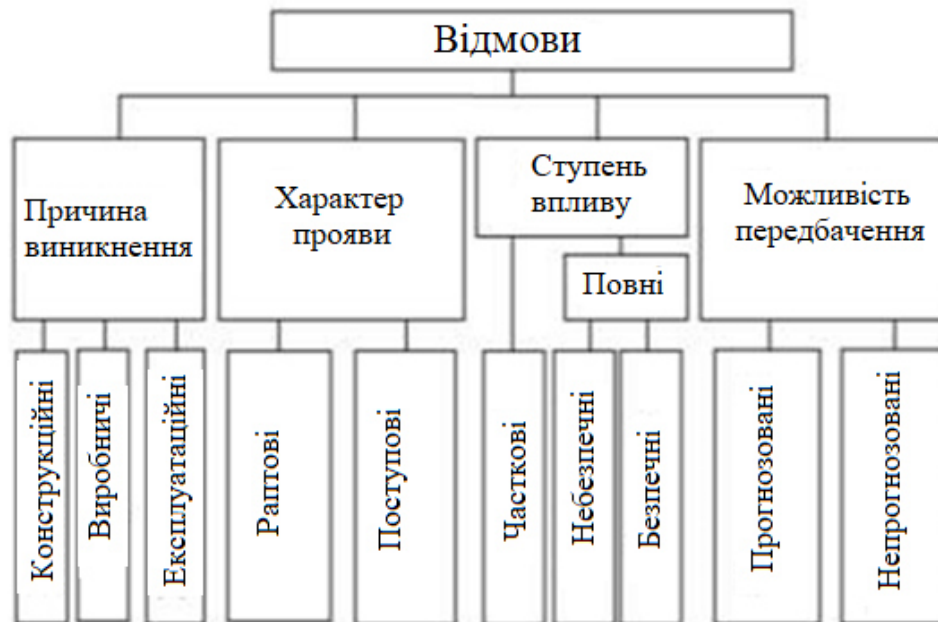 Відмови
Причина
виникнення
Характер
прояви
Ступень
впливу
Можливість
передбачення
Повні
Конструкційні
Виробничі
Експлуатаційні
Раптові
Поступові
Часткові
Небезпечні
Безпечні
Прогнозовані
Непрогнозовані